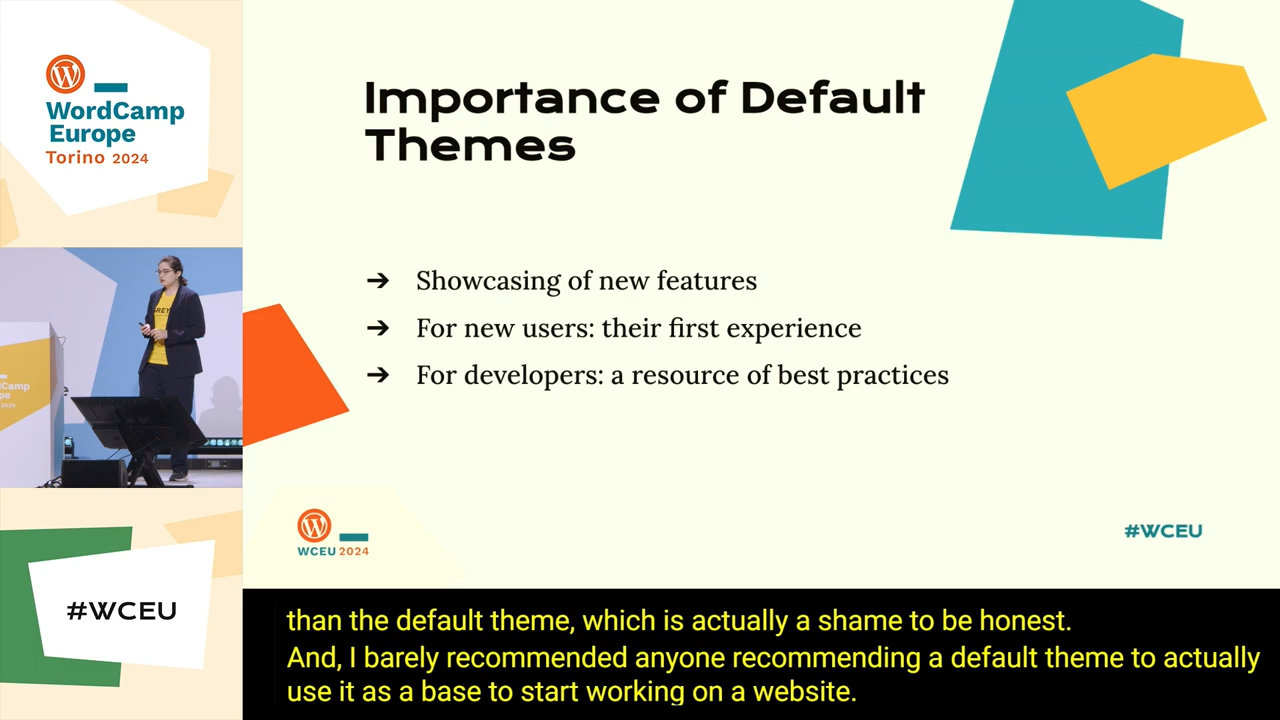 WordCamp
Europe
Torino 2024
Importance of Default
Themes
➔ Showcasing of new features
➔ For new users: their first experience
➔ For developers: a resource of best practices
WCEU 2024
#WCEU
#WCEU
than the default theme, which is actually a shame to be honest.
And, I barely recommended anyone recommending a default theme to actually
use it as a base to start working on a website.